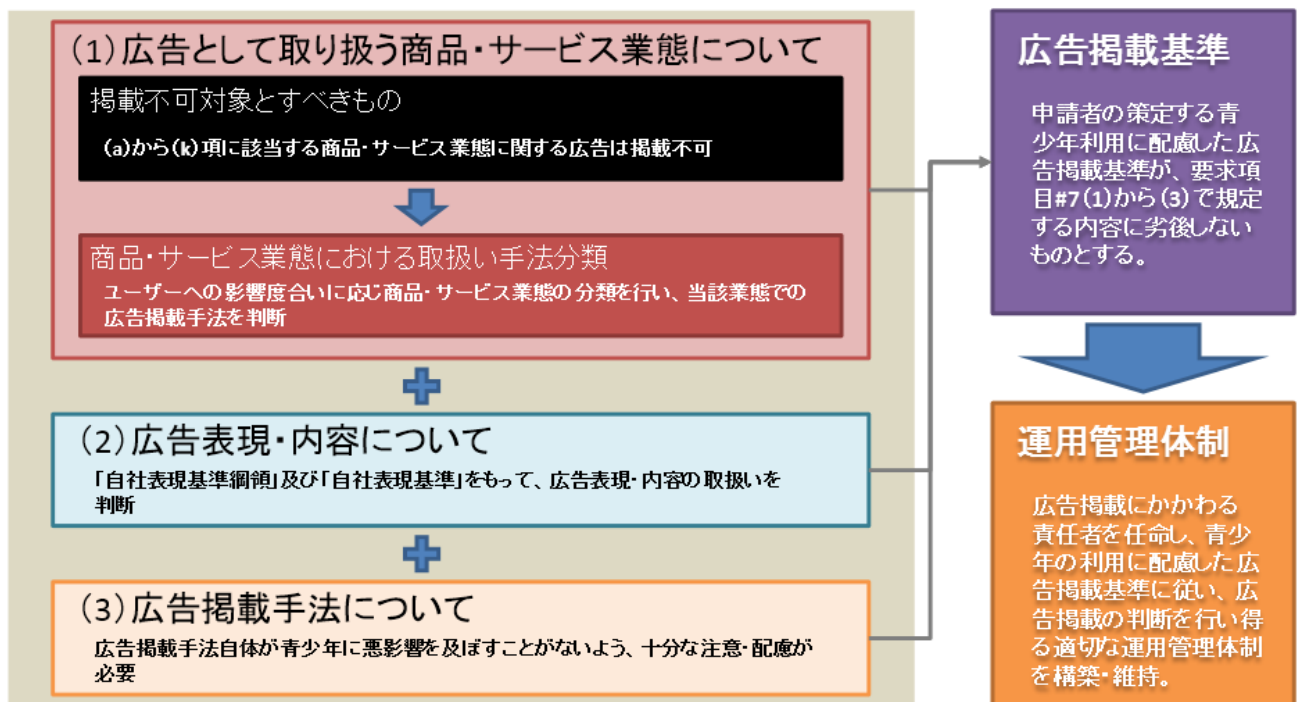 (1)広告として取り扱う商品・サービス業態について
掲載不可対象とすべきもの
(a)から(k)項に該当する商品・サービス業態に関する広告は掲載不可
商品・サービス業態における取扱い手法分類
ユーザーへの影響度合いに応じ商品・サービス業態の分類を行い、当該業態での
広告掲載手法を判断
(2)広告表現・内容について
「自社表現基準綱領」及び「自社表現基準」をもって、広告表現・内容の取扱いを
判断
(3)広告掲載手法について
広告掲載手法自体が青少年に悪影響を及ぼすことがないよう、十分な注意・配慮が
必要
広告掲載基準
申請者の策定する青
少年利用に配慮した広
告掲載基準が、要求項
目#7(1)から(3)で規定
する内容に劣後しない
ものとする。
運用管理体制
広告掲載にかかわる
責任者を任命し、青少
年の利用に配慮した広
告掲載基準に従い、広
告掲載の判断を行い得
る適切な運用管理体制
を構築・維持。